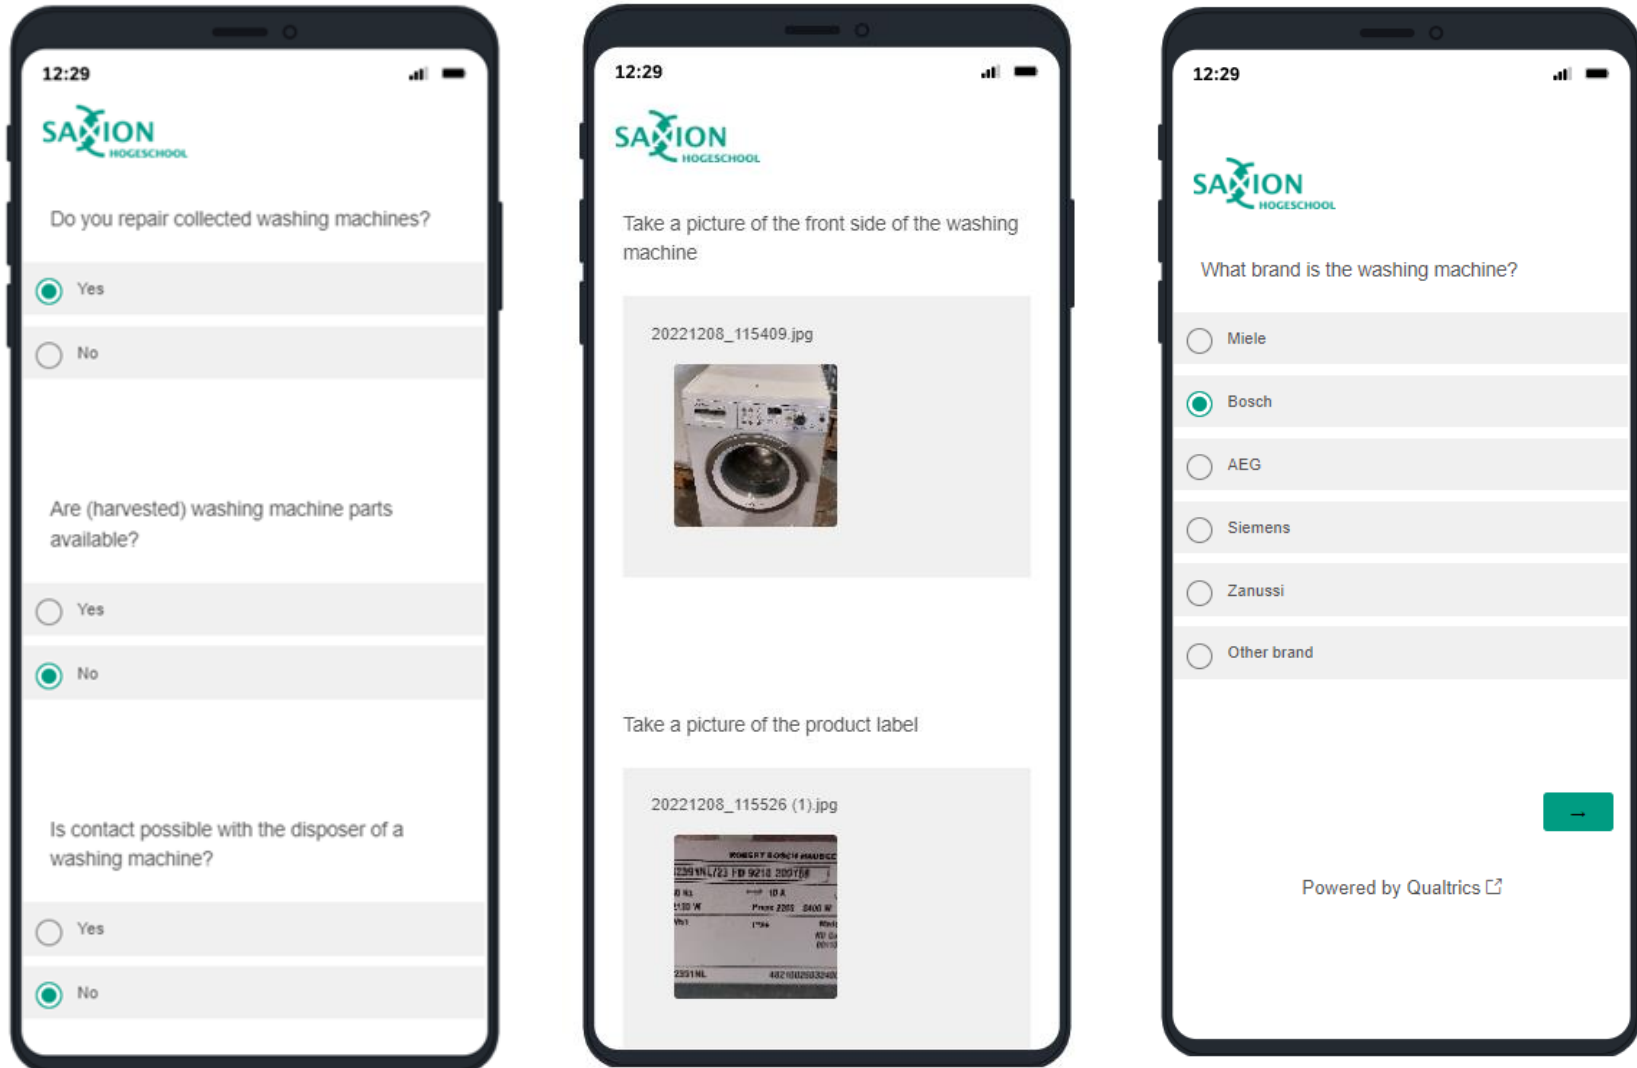 12:29
SAXION
HOGESCHOOL
Do you repair collected washing machines?
Yes
No
Are (harvested) washing machine parts
available?
Yes
No
Is contact possible with the disposer of a
washing machine?
Yes
No
12:29
SAXION
HOGESCHOOL
Take a picture of the front side of the washing
machine
20221208_115409.jpg
Take a picture of the product label
20221208_115526 (1).jpg
ROBERT BOSCH
10 A
12:29
SAXION
HOGESCHOOL
What brand is the washing machine?
Miele
Bosch
AEG
Siemens
Zanussi
Other brand
→
Powered by Qualtrics